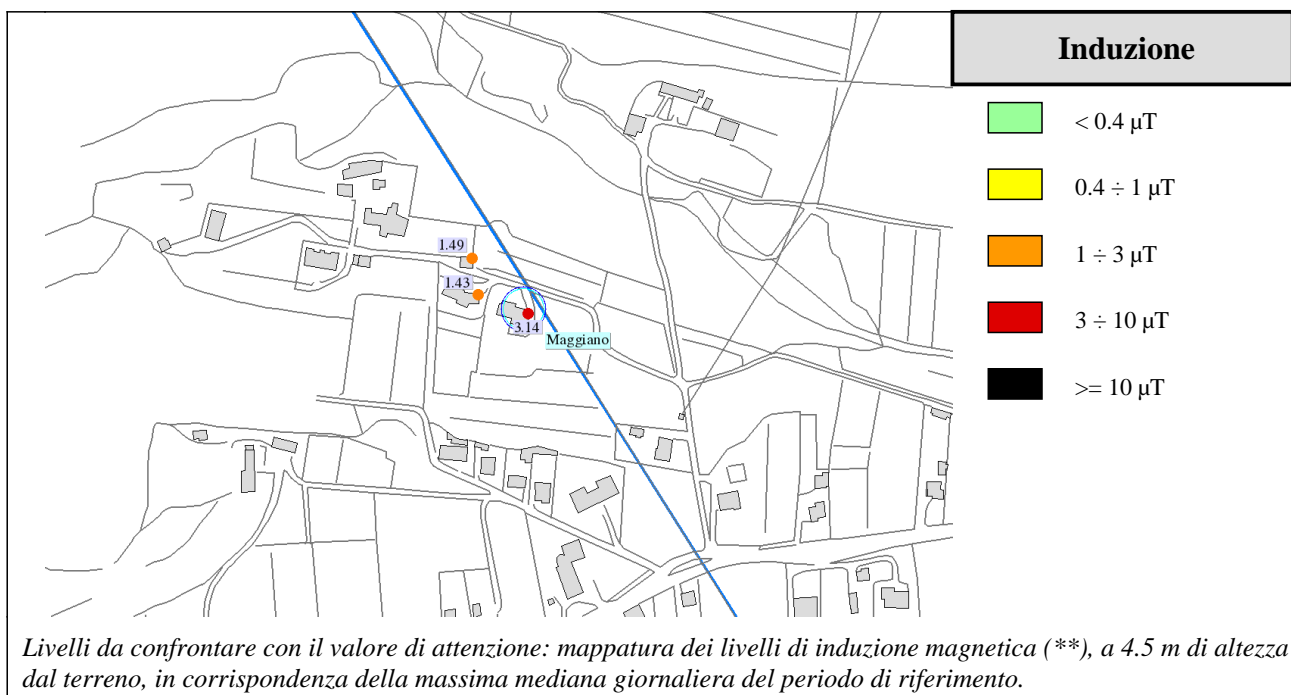 Induzione
< 0.4 µT
0.4 ÷ 1 µT
1 ÷ 3 µT
3 ÷ 10 µT
>= 10 µT
1.49
1.43
3.14
Maggiano
Livelli da confrontare con il valore di attenzione: mappatura dei livelli di induzione magnetica (**), a 4.5 m di altezza
dal terreno, in corrispondenza della massima mediana giornaliera del periodo di riferimento.